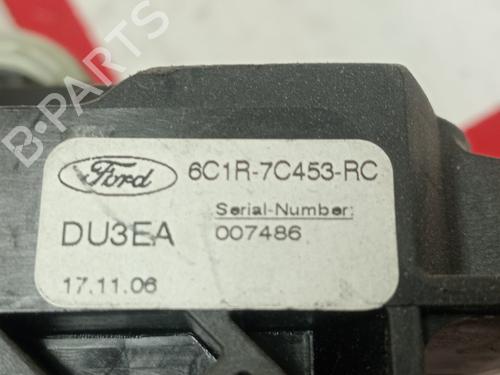 B-PARTS
Ford 6C1R-7C453-RC
DU3EA Serial-Number:
007486
17.11.06